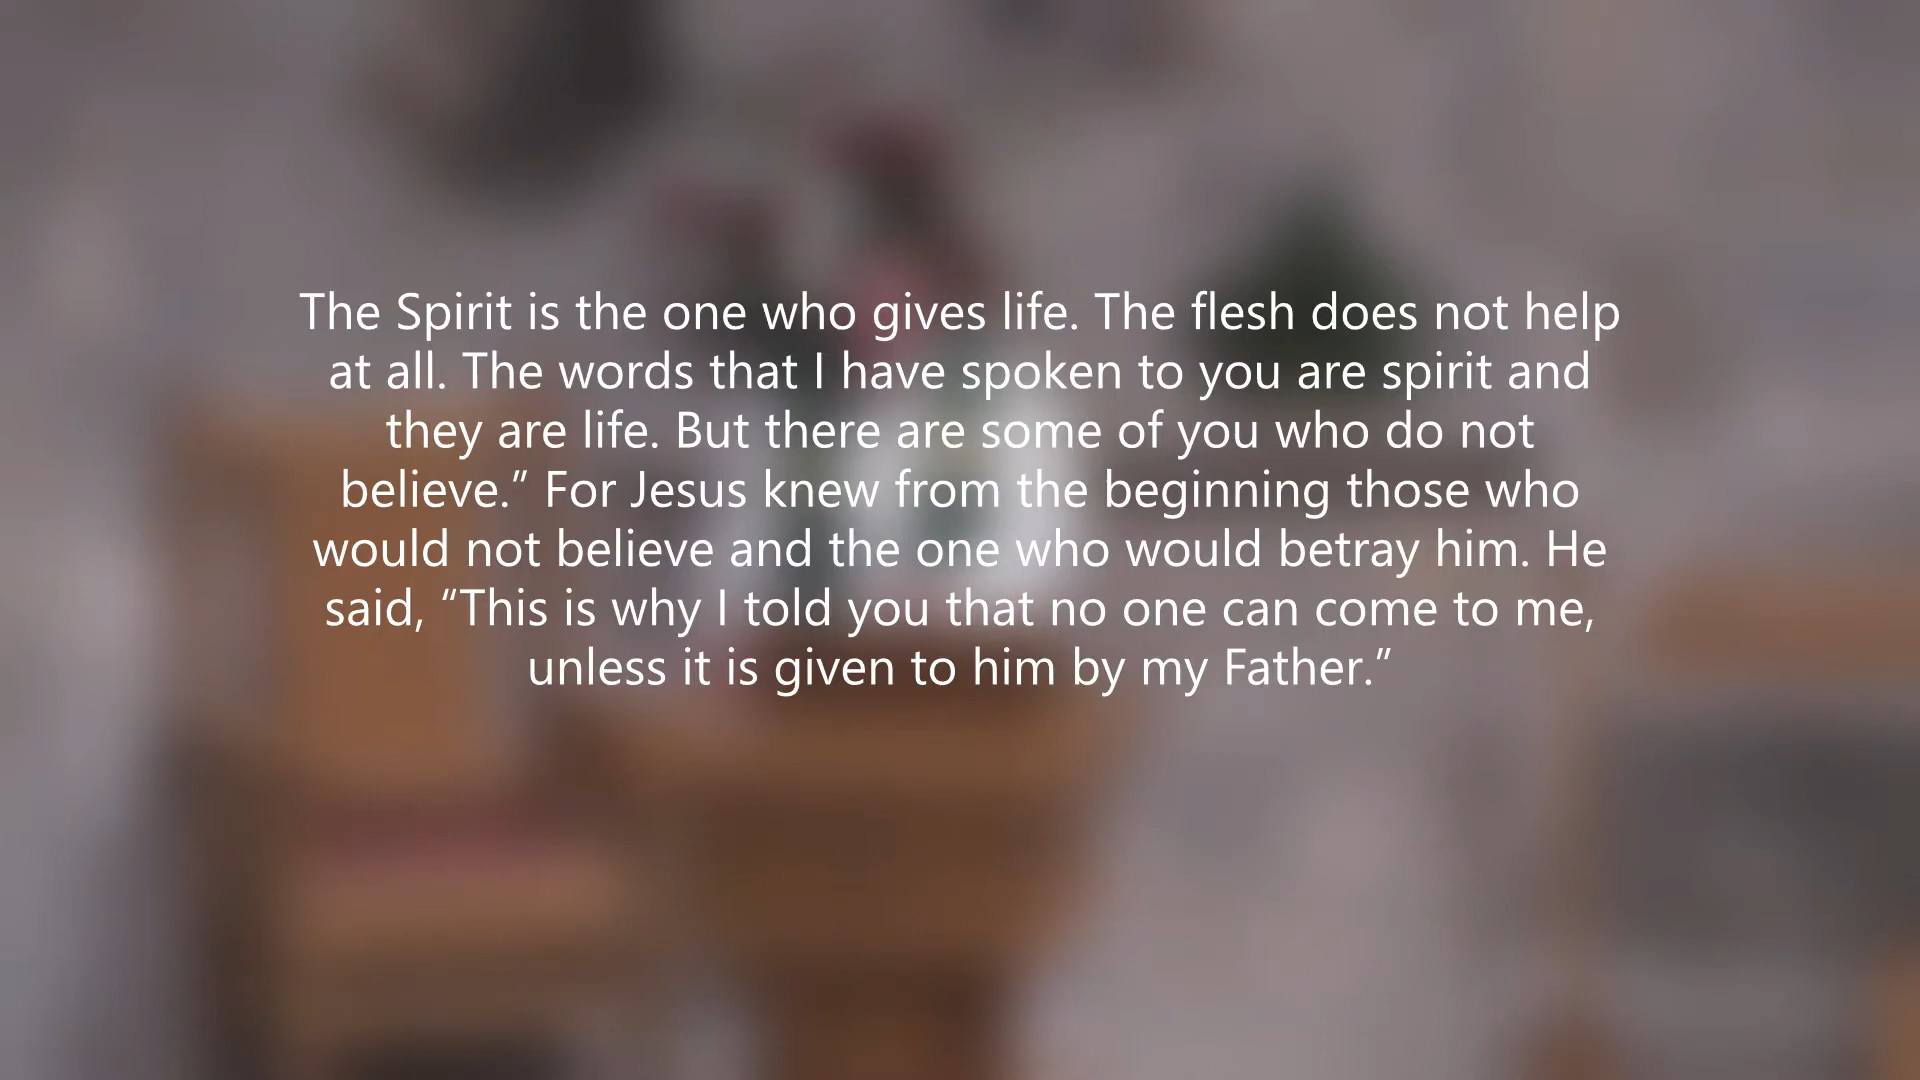 The Spirit is the one who gives life. The flesh does not help
at all. The words that I have spoken to you are spirit and
they are life. But there are some of you who do not
believe.” For Jesus knew from the beginning those who
would not believe and the one who would betray him. He
said, “This is why I told you that no one can come to me,
unless it is given to him by my Father.”